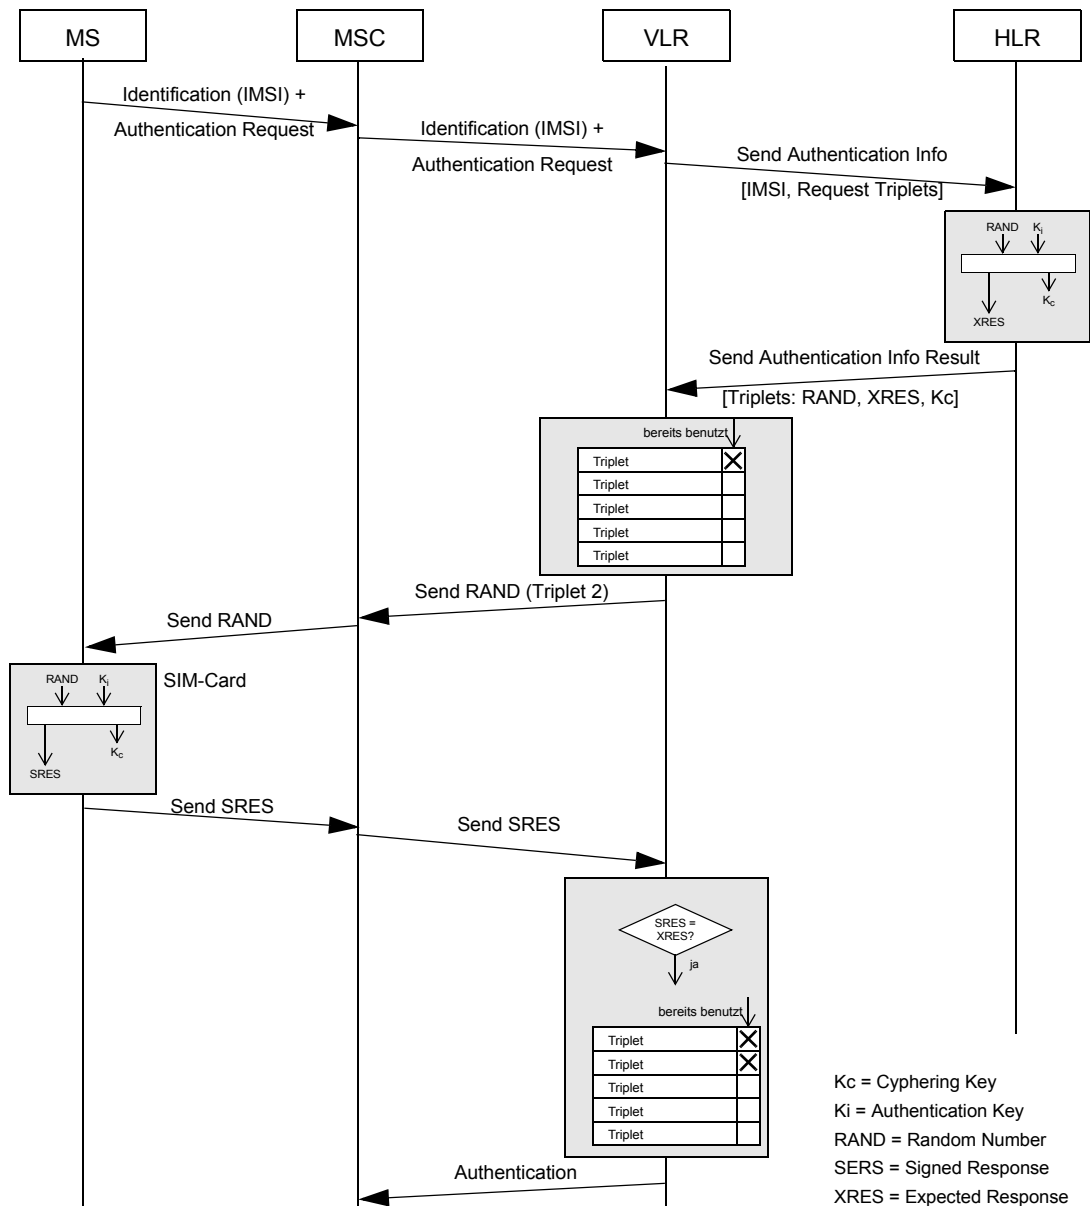 MS
MSC
VLR
HLR
Identification (IMSI) +
Authentication Request
Identification (IMSI) +
Authentication Request
Send Authentication Info
[IMSI, Request Triplets]
RAND Ki
Kc
XRES
Send Authentication Info Result
[Triplets: RAND, XRES, Kc]
bereits benutzt
Triplet
Triplet
Triplet
Triplet
Triplet
Send RAND (Triplet 2)
Send RAND
SIM-Card
RAND Ki
Kc
SRES
Send SRES
Send SRES
SRES =
XRES?
ja
bereits benutzt
Triplet
Triplet
Triplet
Triplet
Triplet
Authentication
Kc = Cyphering Key
Ki = Authentication Key
RAND = Random Number
SERS = Signed Response
XRES = Expected Response